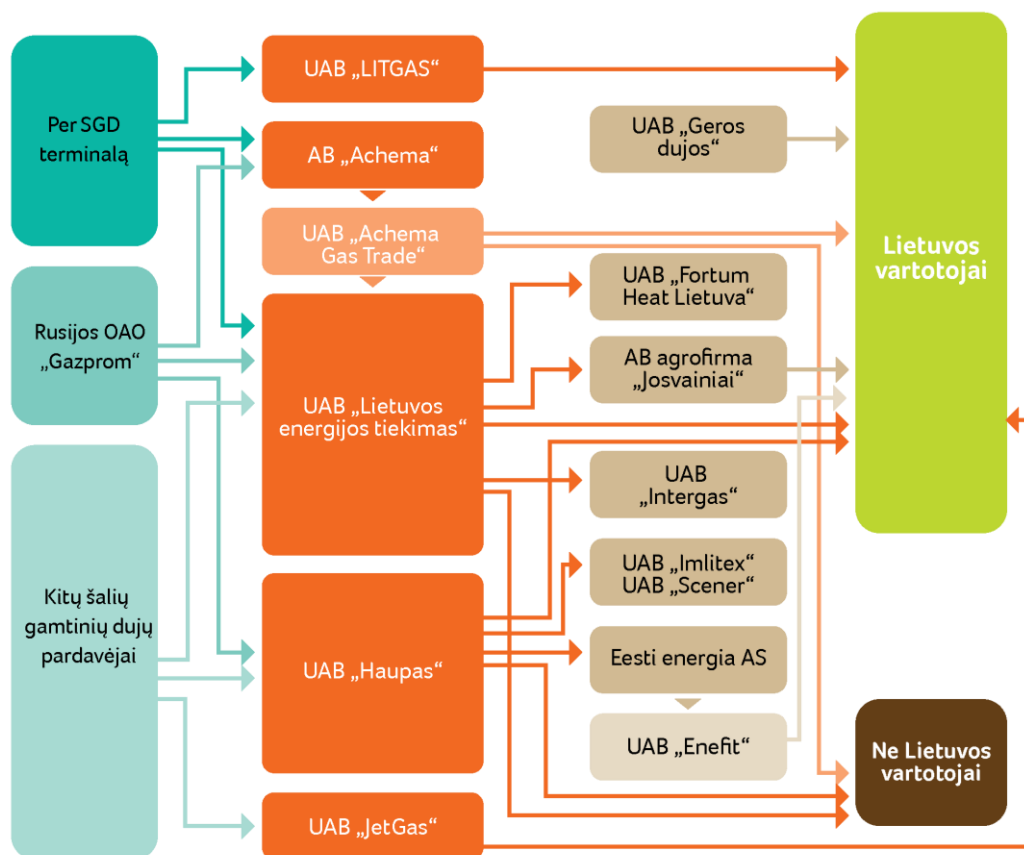 Per SGD
terminalą
Rusijos OAO
„Gazprom“
Kitų šalių
gamtinių dujų
pardavėjai
UAB „LITGAS“
AB „Achema“
UAB „Achema
Gas Trade“
UAB „Lietuvos
energijos tiekimas“
UAB „Haupas“
UAB „JetGas“
UAB „Geros
dujos“
UAB „Fortum
Heat Lietuva“
AB agrofirma
„Josvainiai“
UAB
„Intergas“
UAB „Imlitex“
UAB „Scener“
Eesti energia AS
UAB „Enefit“
Lietuvos
vartotojai
Ne Lietuvos
vartotojai